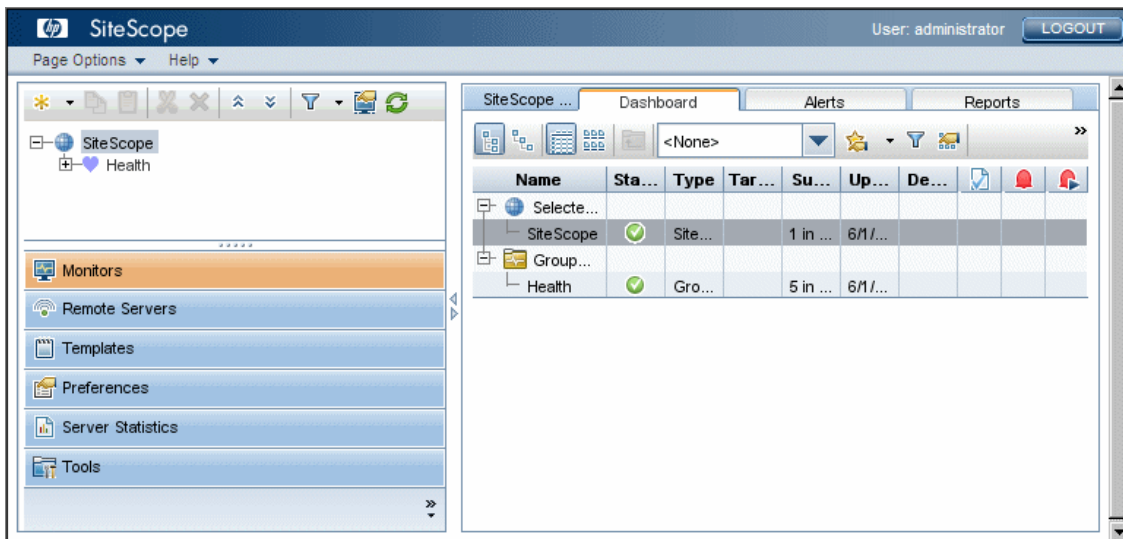 hp SiteScope User: administrator LOGOUT
Page Options Help
SiteScope
Health
Monitors
Remote Servers
Templates
Preferences
Server Statistics
Tools
SiteScope ... Dashboard Alerts Reports
<None>
Name Sta... Type Tar... Su... Up... De...
Selecte...
SiteScope Site... 1 in ... 6/1/...
Group...
Health Gro... 5 in ... 6/1/...